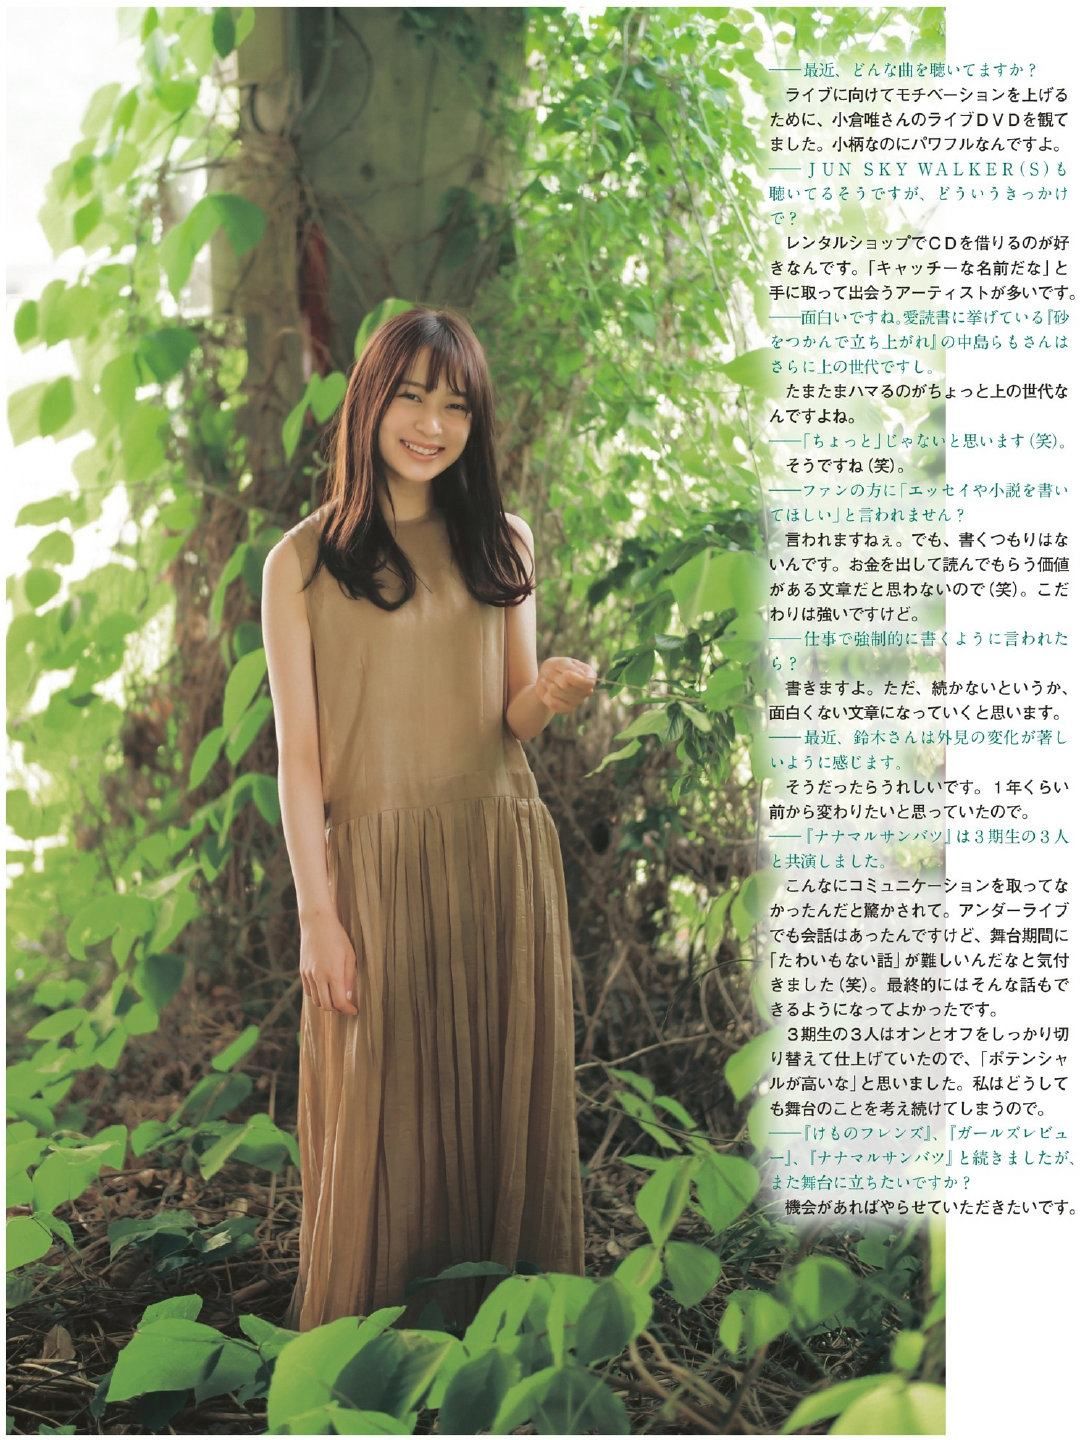 ――最近、どんな曲を聴いてますか？
ライブに向けてモチベーションを上げる
ために、小倉唯さんのライブＤＶＤを観て
ました。小柄なのにパワフルなんですよ。
――ＪＵＮ ＳＫＹ ＷＡＬＫＥＲ（Ｓ）も
聴いてるそうですが、どういうきっかけ
で？
レンタルショップでＣＤを借りるのが好
きなんです。「キャッチーな名前だな」と
手に取って出会うアーティストが多いです。
――面白いですね。愛読書に挙げている『砂
をつかんで立ち上がれ』の中島らもさんは
さらに上の世代ですし。
たまたまハマるのがちょっと上の世代な
んですよね。
――「ちょっと」じゃないと思います（笑）。
そうですね（笑）。
――ファンの方に「エッセイや小説を書い
てほしい」と言われません？
言われますねぇ。でも、書くつもりはな
いんです。お金を出して読んでもらう価値
がある文章だと思わないので（笑）。こだ
わりは強いですけど。
――仕事で強制的に書くように言われた
ら？
書きますよ。ただ、続かないというか、
面白くない文章になっていくと思います。
――最近、鈴木さんは外見の変化が著し
いように感じます。
そうだったらうれしいです。１年くらい
前から変わりたいと思っていたので。
――『ナナマルサンバツ』は３期生の３人
と共演しました。
こんなにコミュニケーションを取ってな
かったんだと驚かされて。アンダーライブ
でも会話はあったんですけど、舞台期間に
「たわいもない話」が難しいんだなと気付
きました（笑）。最終的にはそんな話もで
きるようになってよかったです。
３期生の３人はオンとオフをしっかり切
り替えて仕上げていたので、「ポテンシャ
ルが高いな」と思いました。私はどうして
も舞台のことを考え続けてしまうので。
――『けものフレンズ』、『ガールズレビュ
ー』、『ナナマルサンバツ』と続きましたが、
また舞台に立ちたいですか？
機会があればやらせていただきたいです。